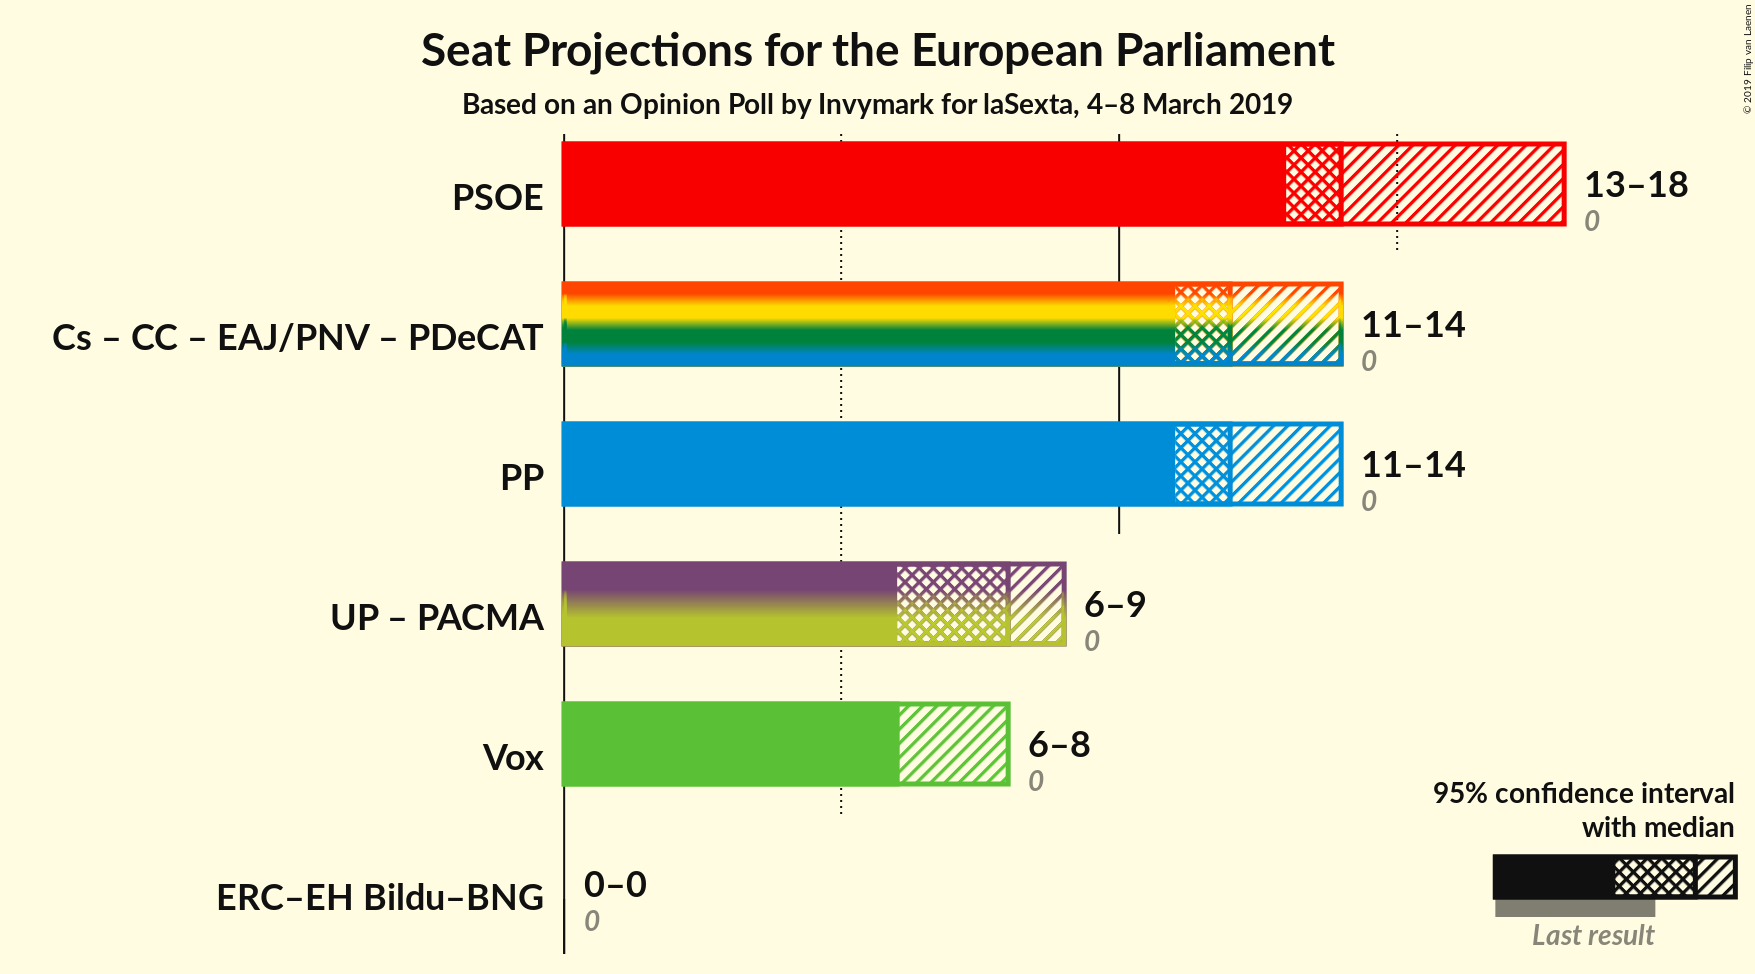 Seat Projections for the European Parliament
Based on an Opinion Poll by Invymark for laSexta, 4–8 March 2019
© 2019 Filip van Laenen
PSOE
13–18
0
Cs – CC – EAJ/PNV – PDeCAT
11–14
0
PP
11–14
0
UP – PACMA
6–9
0
Vox
6–8
0
ERC–EH Bildu–BNG
0–0
0
95% confidence interval
with median
Last result